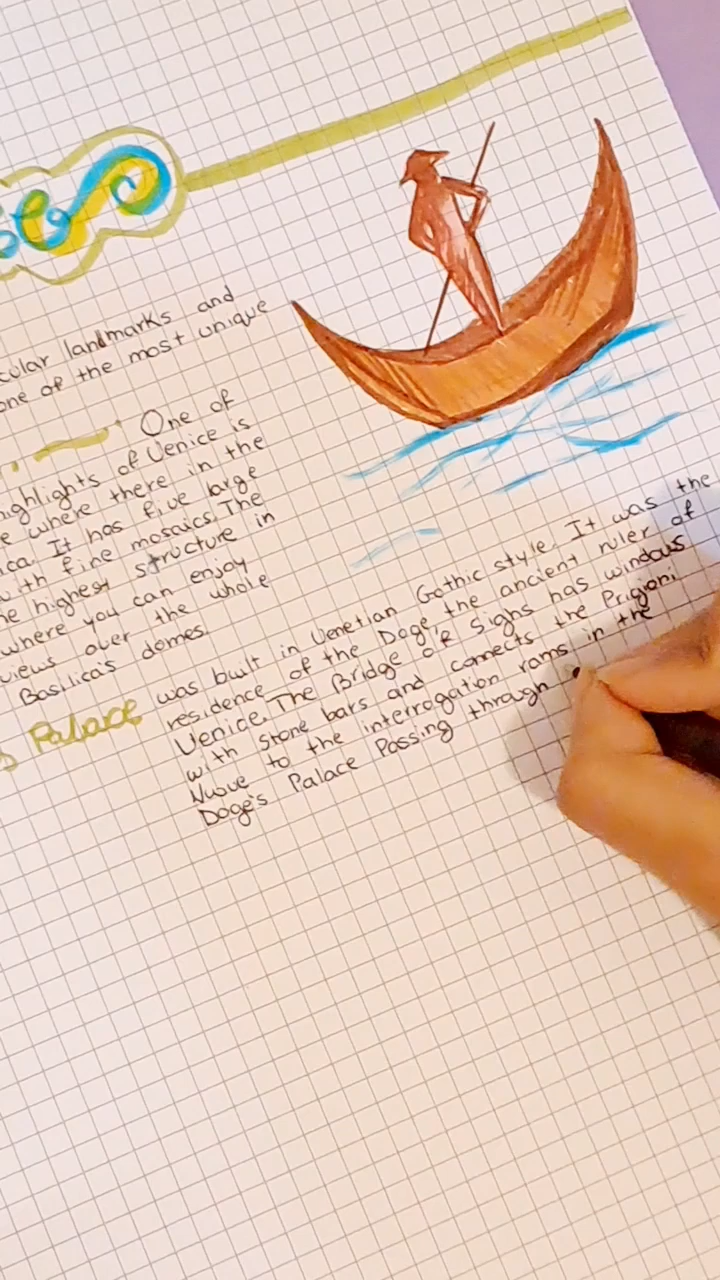 cular landmarks and
one of the most unique
One of
highlights of Venice is
e where there in the
ica. It has five large
with fine mosaics. The
he highest structure in
where you can enjoy
views over the whole
Basilica's domes.
s Palace was built in Venetian Gothic style. It was the
residence of the Doge, the ancient ruler of
Venice. The Bridge of Sighs has windows
with stone bars and connects the Prigioni
Nuove to the interrogation rams in the
Doge's Palace Passing through